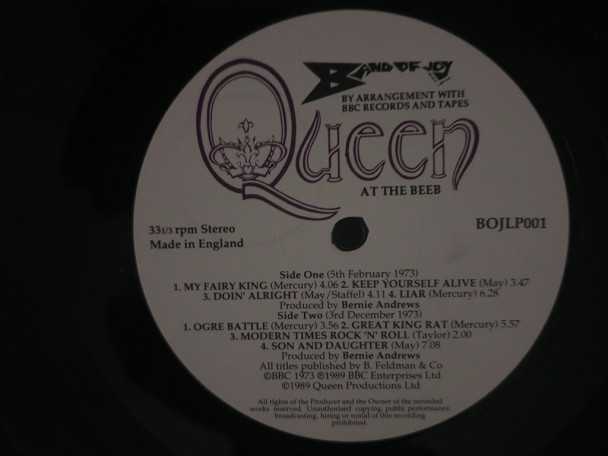 BAND OF JOY
BY ARRANGEMENT WITH
BBC RECORDS AND TAPES
Queen
AT THE BEEB
33 1/3 rpm Stereo
Made in England
BOJLP001
Side One (5th February 1973)
1. MY FAIRY KING (Mercury) 4.06 2. KEEP YOURSELF ALIVE (May) 3.47
3. DOIN' ALRIGHT (May/Staffel) 4.11 4. LIAR (Mercury) 6.28
Produced by Bernie Andrews
Side Two (3rd December 1973)
1. OGRE BATTLE (Mercury) 3.56 2. GREAT KING RAT (Mercury) 5.57
3. MODERN TIMES ROCK 'N' ROLL (Taylor) 2.00
4. SON AND DAUGHTER (May) 7.08
Produced by Bernie Andrews
All titles published by B. Feldman & Co
©BBC 1973 ℗1989 BBC Enterprises Ltd
©1989 Queen Productions Ltd
All rights of the Producer and the Owner of the recorded
works reserved. Unauthorised copying, public performance,
broadcasting, hiring or rental of this recording
prohibited.